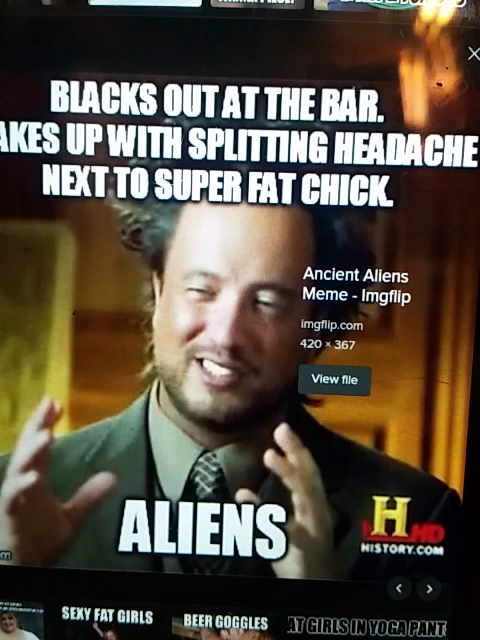 BLACKS OUT AT THE BAR.
AKES UP WITH SPLITTING HEADACHE
NEXT TO SUPER FAT CHICK.
Ancient Aliens
Meme - Imgflip
imgflip.com
420 × 367
View file
ALIENS
H HD
HISTORY.COM
SEXY FAT GIRLS
BEER GOGGLES
AT GIRLS IN YOGA PANT